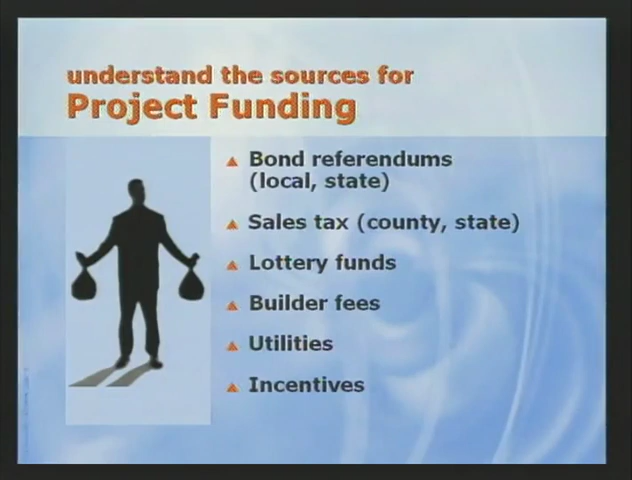 understand the sources for
Project Funding
Bond referendums
(local, state)
Sales tax (county, state)
Lottery funds
Builder fees
Utilities
Incentives